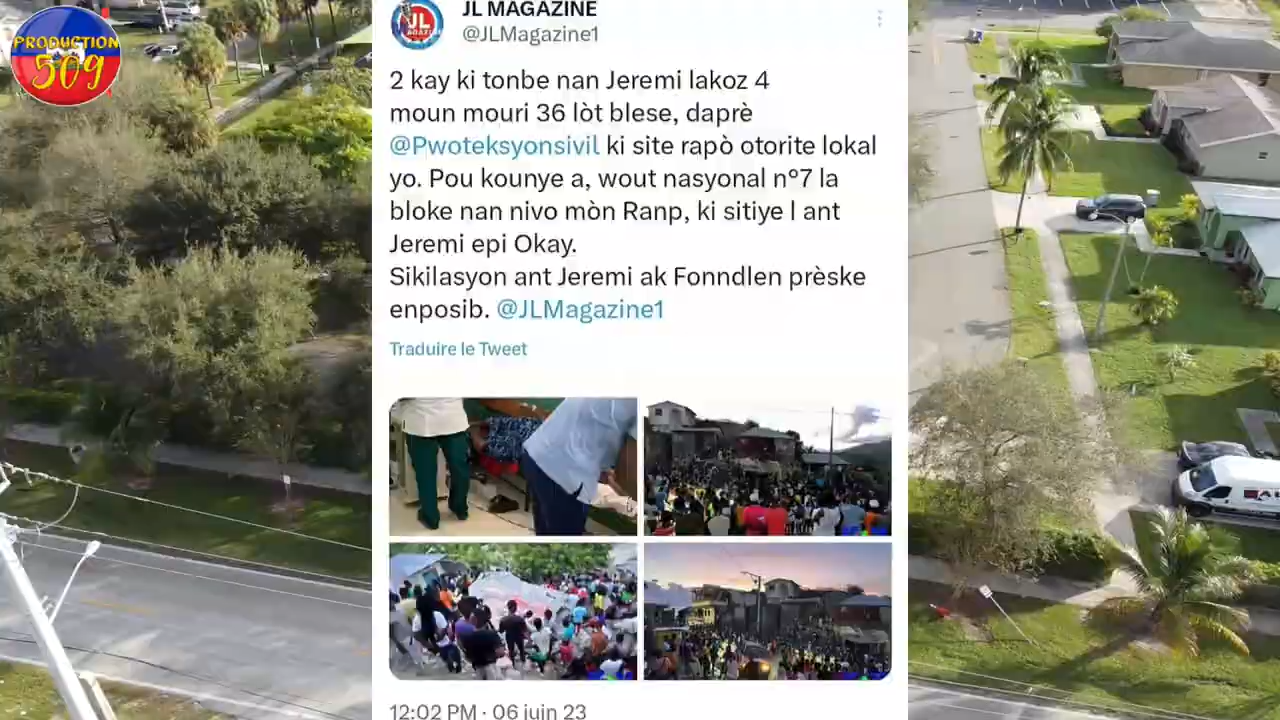 PRODUCTION
509
JL
JL MAGAZINE
@JLMagazine1
2 kay ki tonbe nan Jeremi lakoz 4
moun mouri 36 lòt blese, daprè
@Pwoteksyonsivil ki site rapò otorite lokal
yo. Pou kounye a, wout nasyonal nº7 la
bloke nan nivo mòn Ranp, ki sitiye l ant
Jeremi epi Okay.
Sikilasyon ant Jeremi ak Fonndlen prèske
enposib. @JLMagazine1
Traduire le Tweet
12:02 PM · 06 juin 23